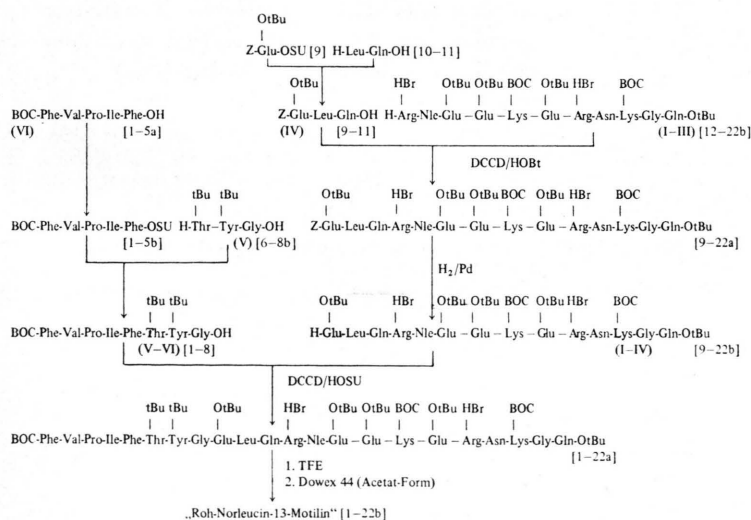 OtBu
Z-Glu-OSU [9] H-Leu-Gln-OH [10–11]
OtBu HBr OtBu OtBu BOC OtBu HBr BOC
BOC-Phe-Val-Pro-Ile-Phe-OH Z-Glu-Leu-Gln-OH H-Arg-Nle-Glu – Glu – Lys – Glu – Arg-Asn-Lys-Gly-Gln-OtBu
(VI) [1–5a] (IV) [9–11] (I–III) [12–22b]
DCCD/HOBt
tBu tBu OtBu HBr OtBu OtBu BOC OtBu HBr BOC
BOC-Phe-Val-Pro-Ile-Phe-OSU H-Thr–Tyr-Gly-OH Z-Glu-Leu-Gln-Arg-Nle-Glu – Glu – Lys – Glu – Arg-Asn-Lys-Gly-Gln-OtBu
[1–5b] (V) [6–8b] [9–22a]
H2/Pd
tBu tBu OtBu HBr OtBu OtBu BOC OtBu HBr BOC
BOC-Phe-Val-Pro-Ile-Phe-Thr-Tyr-Gly-OH H-Glu-Leu-Gln-Arg-Nle-Glu – Glu – Lys – Glu – Arg-Asn-Lys-Gly-Gln-OtBu
(V–VI) [1–8] (I–IV) [9–22b]
DCCD/HOSU
tBu tBu OtBu HBr OtBu OtBu BOC OtBu HBr BOC
BOC-Phe-Val-Pro-Ile-Phe-Thr-Tyr-Gly-Glu-Leu-Gln-Arg-Nle-Glu – Glu – Lys – Glu – Arg-Asn-Lys-Gly-Gln-OtBu
[1–22a]
1. TFE
2. Dowex 44 (Acetat-Form)
„Roh-Norleucin-13-Motilin“ [1–22b]